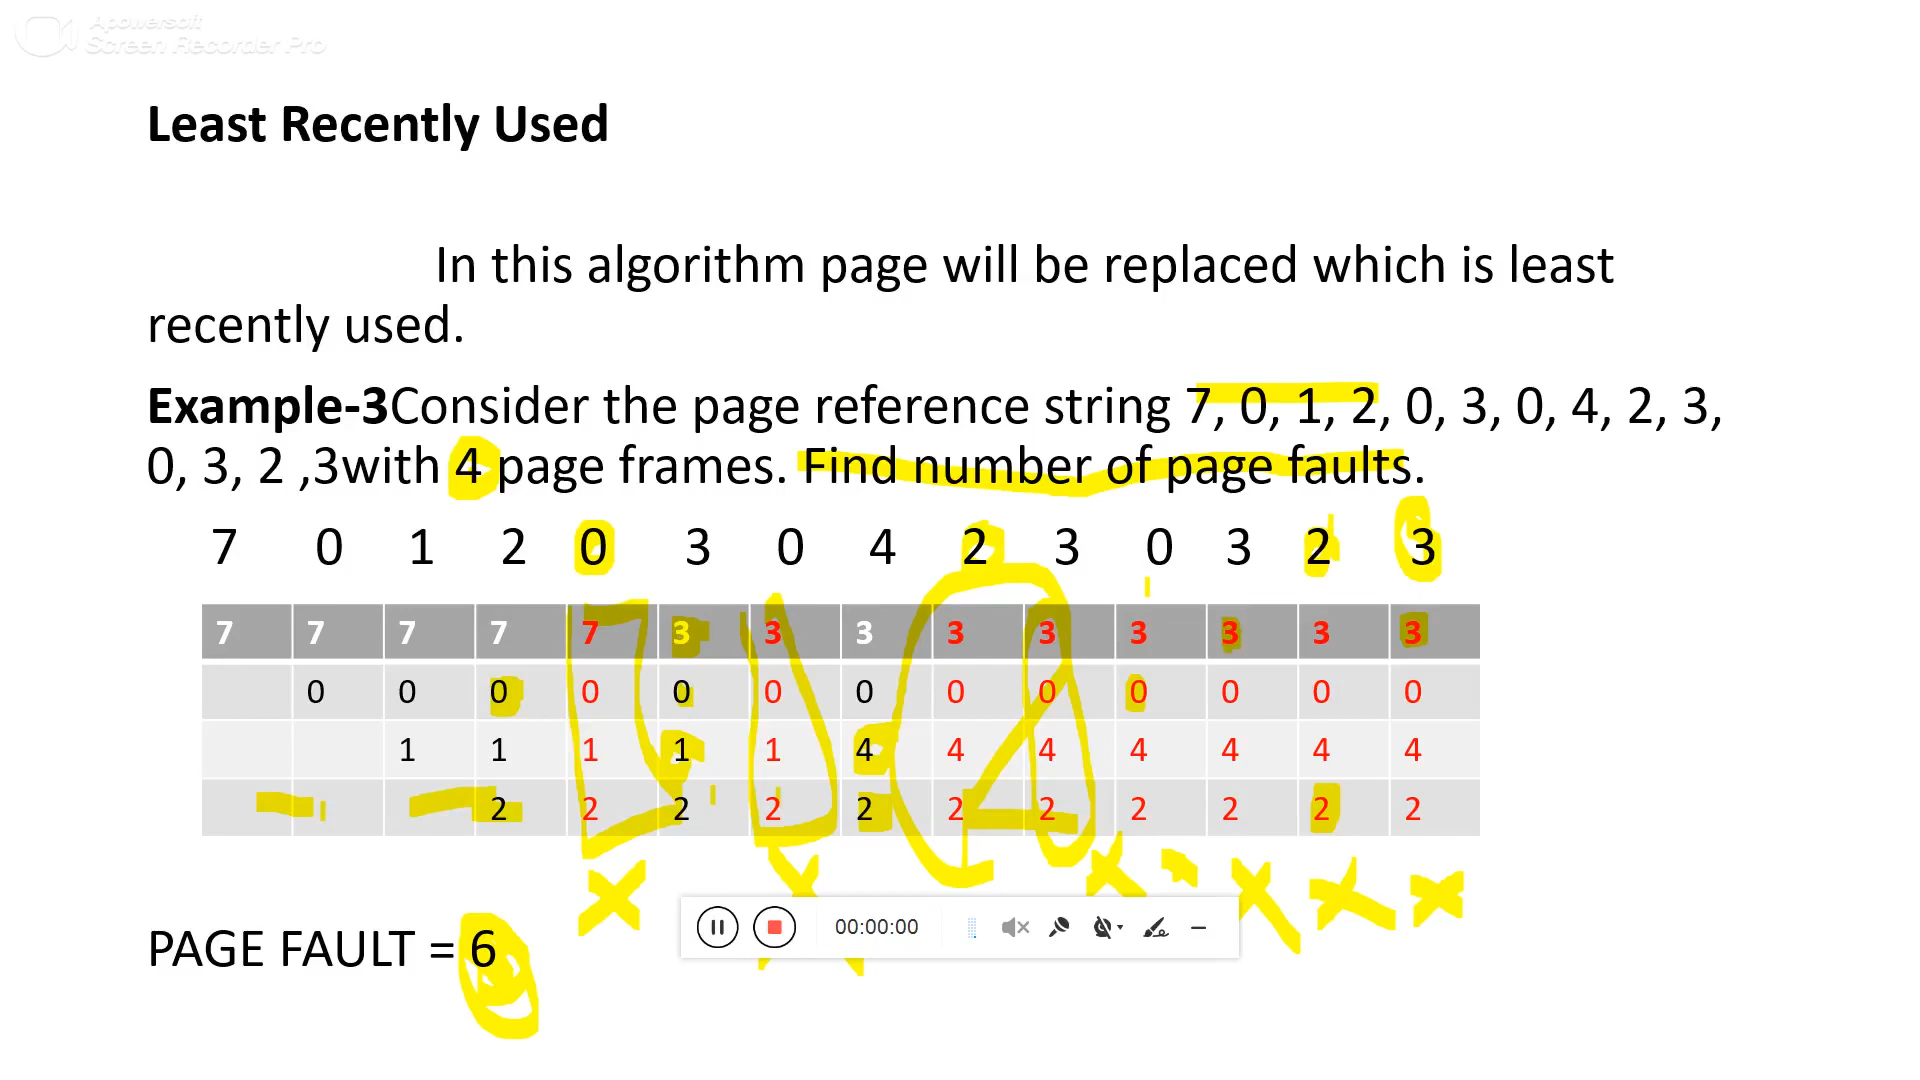 Apowersoft
Screen Recorder Pro
Least Recently Used
In this algorithm page will be replaced which is least
recently used.
Example-3Consider the page reference string 7, 0, 1, 2, 0, 3, 0, 4, 2, 3,
0, 3, 2 ,3with 4 page frames. Find number of page faults.
7 0 1 2 0 3 0 4 2 3 0 3 2 3
7 7 7 7 7 3 3 3 3 3 3 3 3 3
0 0 0 0 0 0 0 0 0 0 0 0 0
1 1 1 1 1 4 4 4 4 4 4 4
2 2 2 2 2 2 2 2 2 2 2
PAGE FAULT = 6
00:00:00